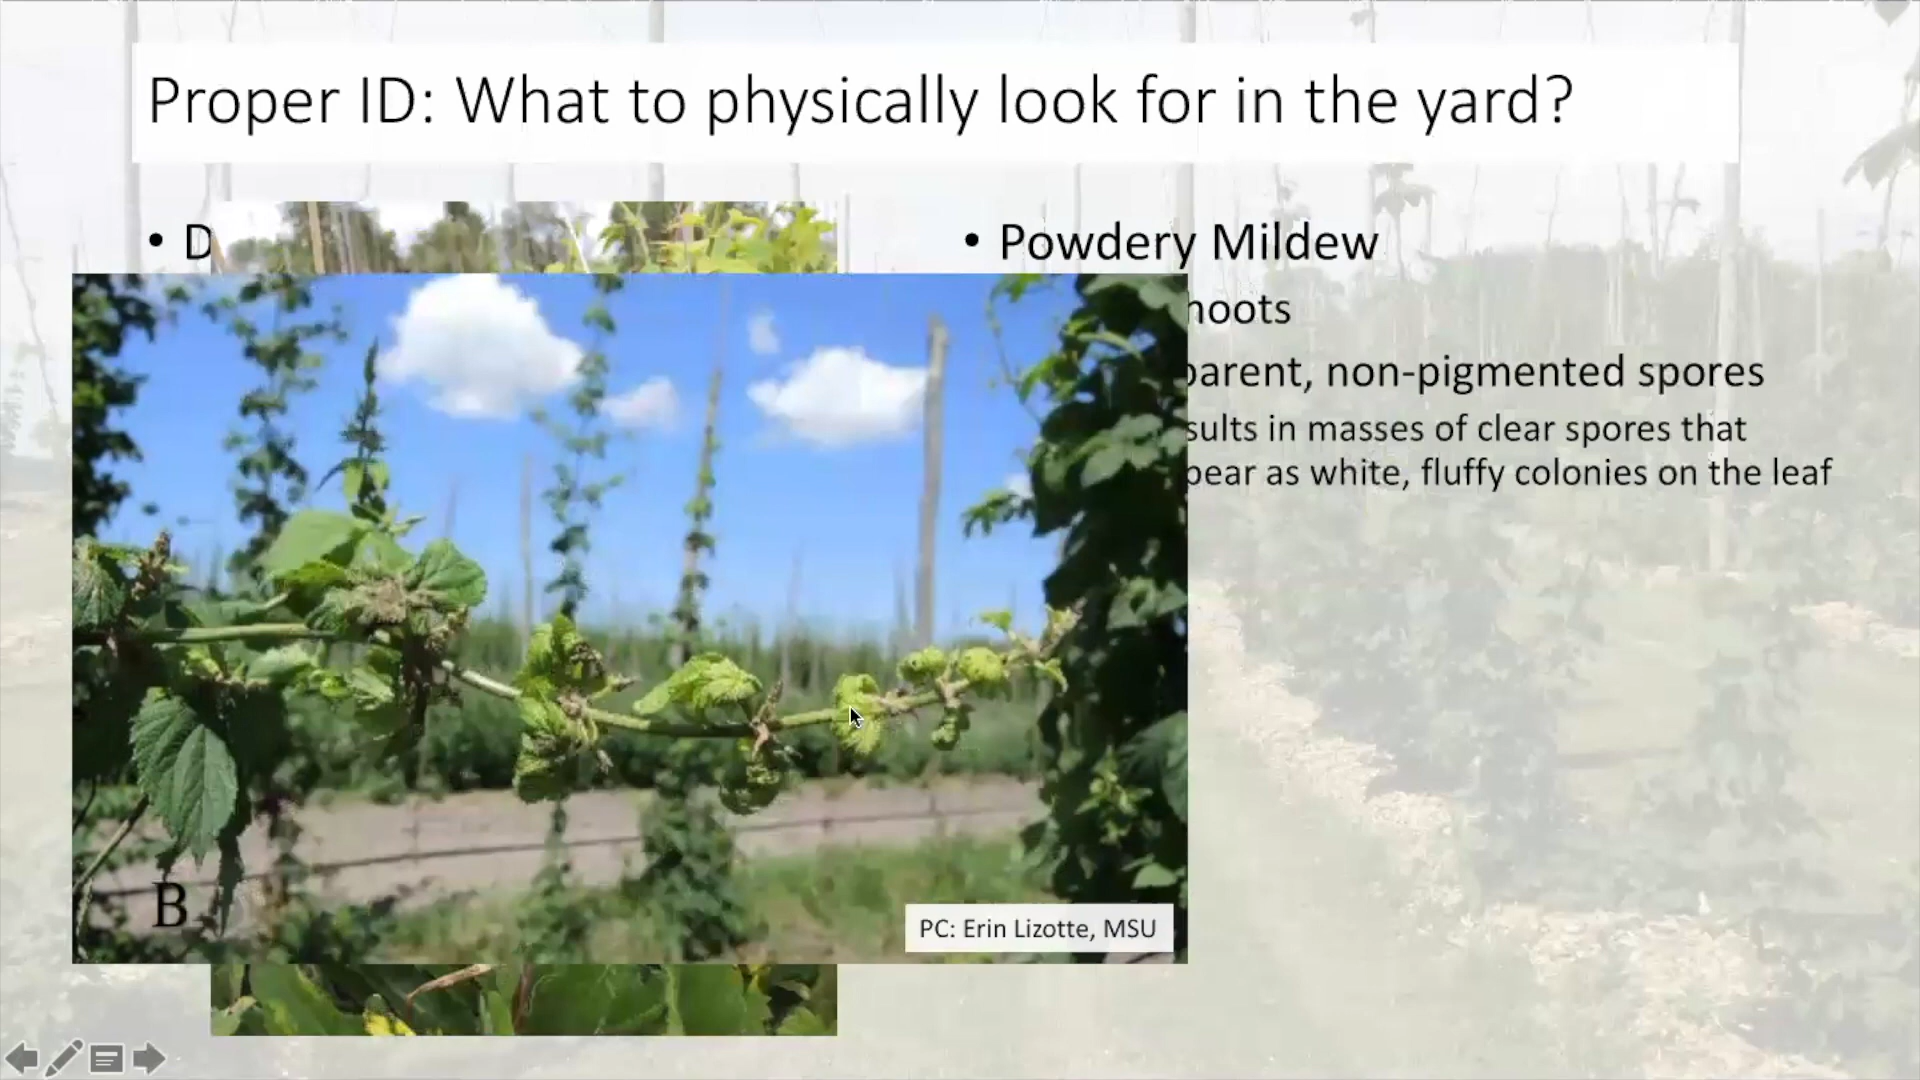 Proper ID: What to physically look for in the yard?
• D
• Powdery Mildew
hoots
parent, non-pigmented spores
sults in masses of clear spores that
pear as white, fluffy colonies on the leaf
B
PC: Erin Lizotte, MSU